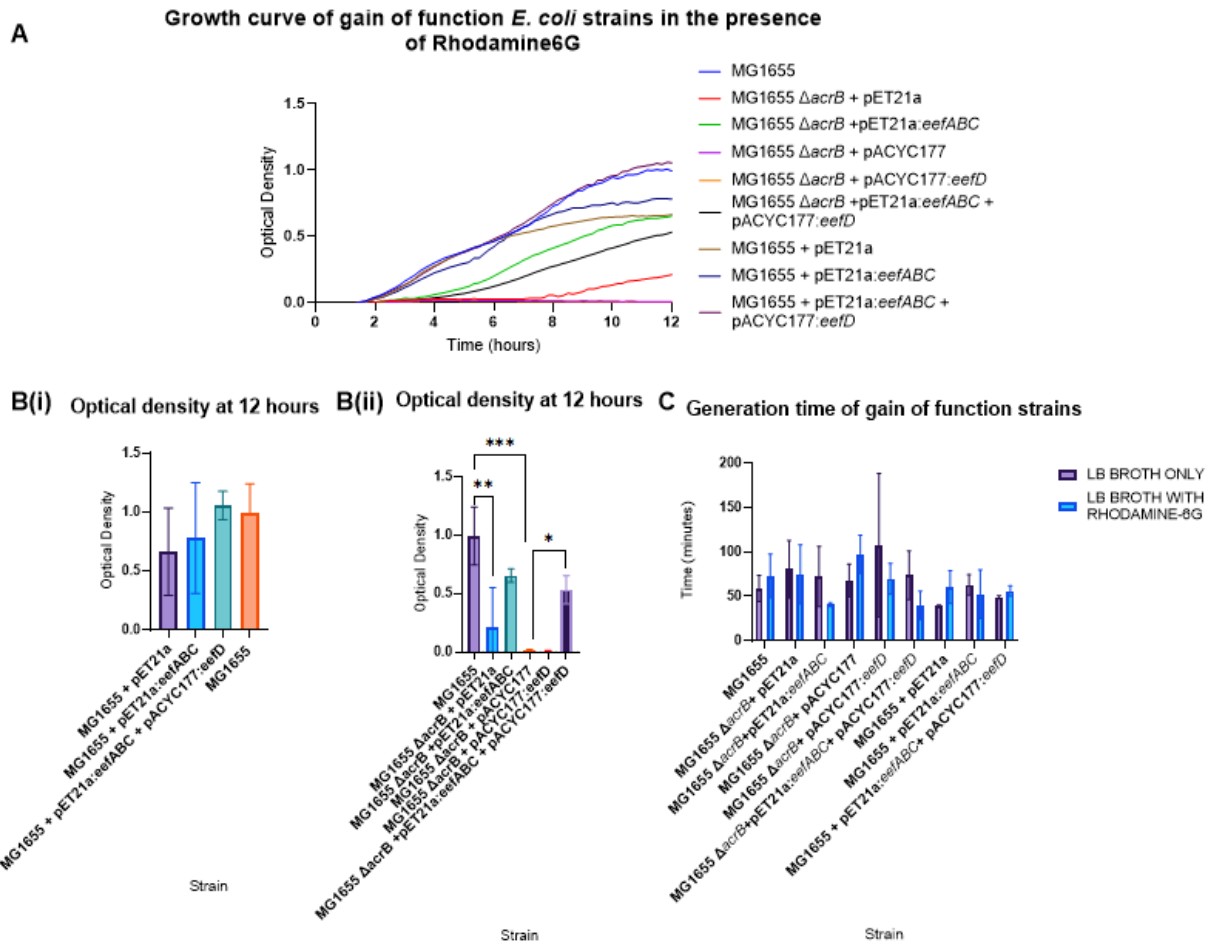 A
Growth curve of gain of function E. coli strains in the presence
of Rhodamine6G
Optical Density
1.5
1.0
0.5
0.0
0 2 4 6 8 10 12
Time (hours)
MG1655
MG1655 ΔacrB + pET21a
MG1655 ΔacrB +pET21a:eefABC
MG1655 ΔacrB + pACYC177
MG1655 ΔacrB + pACYC177:eefD
MG1655 ΔacrB +pET21a:eefABC +
pACYC177:eefD
MG1655 + pET21a
MG1655 + pET21a:eefABC
MG1655 + pET21a:eefABC +
pACYC177:eefD
B(i) Optical density at 12 hours
Optical Density
1.5
1.0
0.5
0.0
MG1655 + pET21a
MG1655 + pET21a:eefABC
MG1655 + pET21a:eefABC + pACYC177:eefD
MG1655
Strain
B(ii) Optical density at 12 hours
Optical Density
1.5
1.0
0.5
0.0
***
**
*
MG1655
MG1655 ΔacrB + pET21a
MG1655 ΔacrB +pET21a:eefABC
MG1655 ΔacrB + pACYC177
MG1655 ΔacrB + pACYC177:eefD
MG1655 ΔacrB +pET21a:eefABC + pACYC177:eefD
Strain
C Generation time of gain of function strains
Time (minutes)
200
150
100
50
0
MG1655
MG1655 ΔacrB+ pET21a
MG1655 ΔacrB+pET21a:eefABC
MG1655 ΔacrB+ pACYC177
MG1655 ΔacrB+ pACYC177:eefD
MG1655 ΔacrB+pET21a:eefABC+ pACYC177:eefD
MG1655 + pET21a
MG1655 + pET21a:eefABC
MG1655 + pET21a:eefABC+ pACYC177:eefD
Strain
LB BROTH ONLY
LB BROTH WITH
RHODAMINE-6G